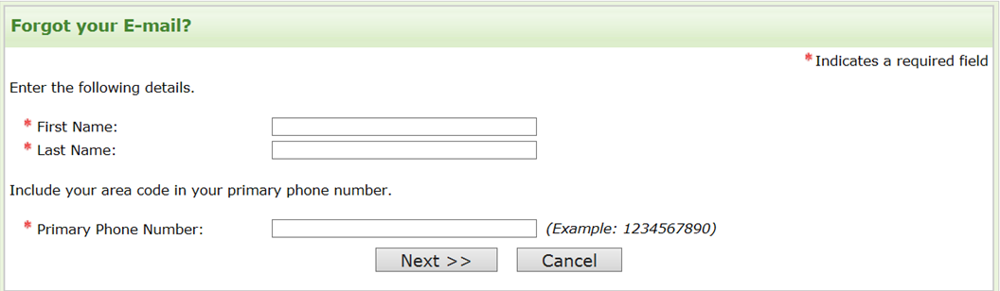 Forgot your E-mail?
* Indicates a required field
Enter the following details.
* First Name:
* Last Name:
Include your area code in your primary phone number.
* Primary Phone Number: (Example: 1234567890)
Next >> Cancel